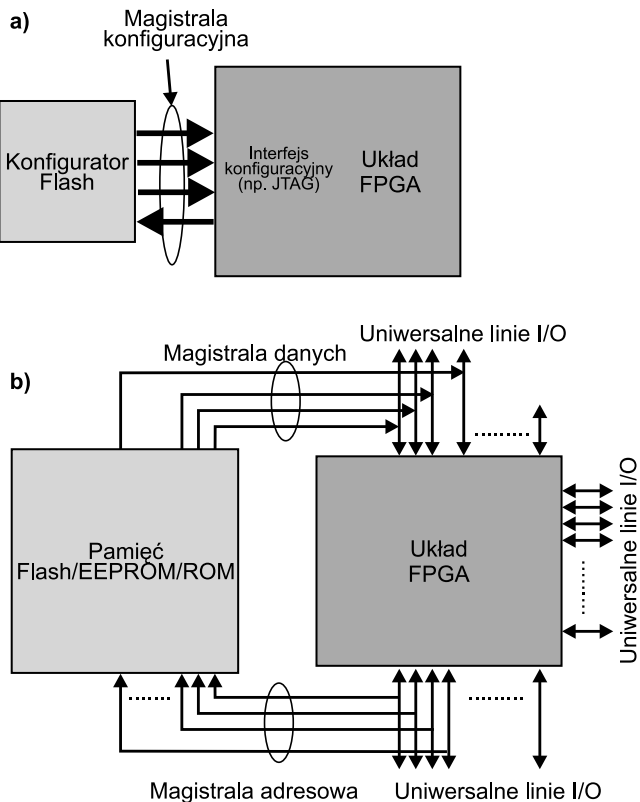 a)
Magistrala
konfiguracyjna
Konfigurator
Flash
Interfejs
konfiguracyjny
(np. JTAG)
Układ
FPGA
b)
Uniwersalne linie I/O
Magistrala danych
Pamięć
Flash/EEPROM/ROM
Układ
FPGA
Uniwersalne linie I/O
Magistrala adresowa
Uniwersalne linie I/O